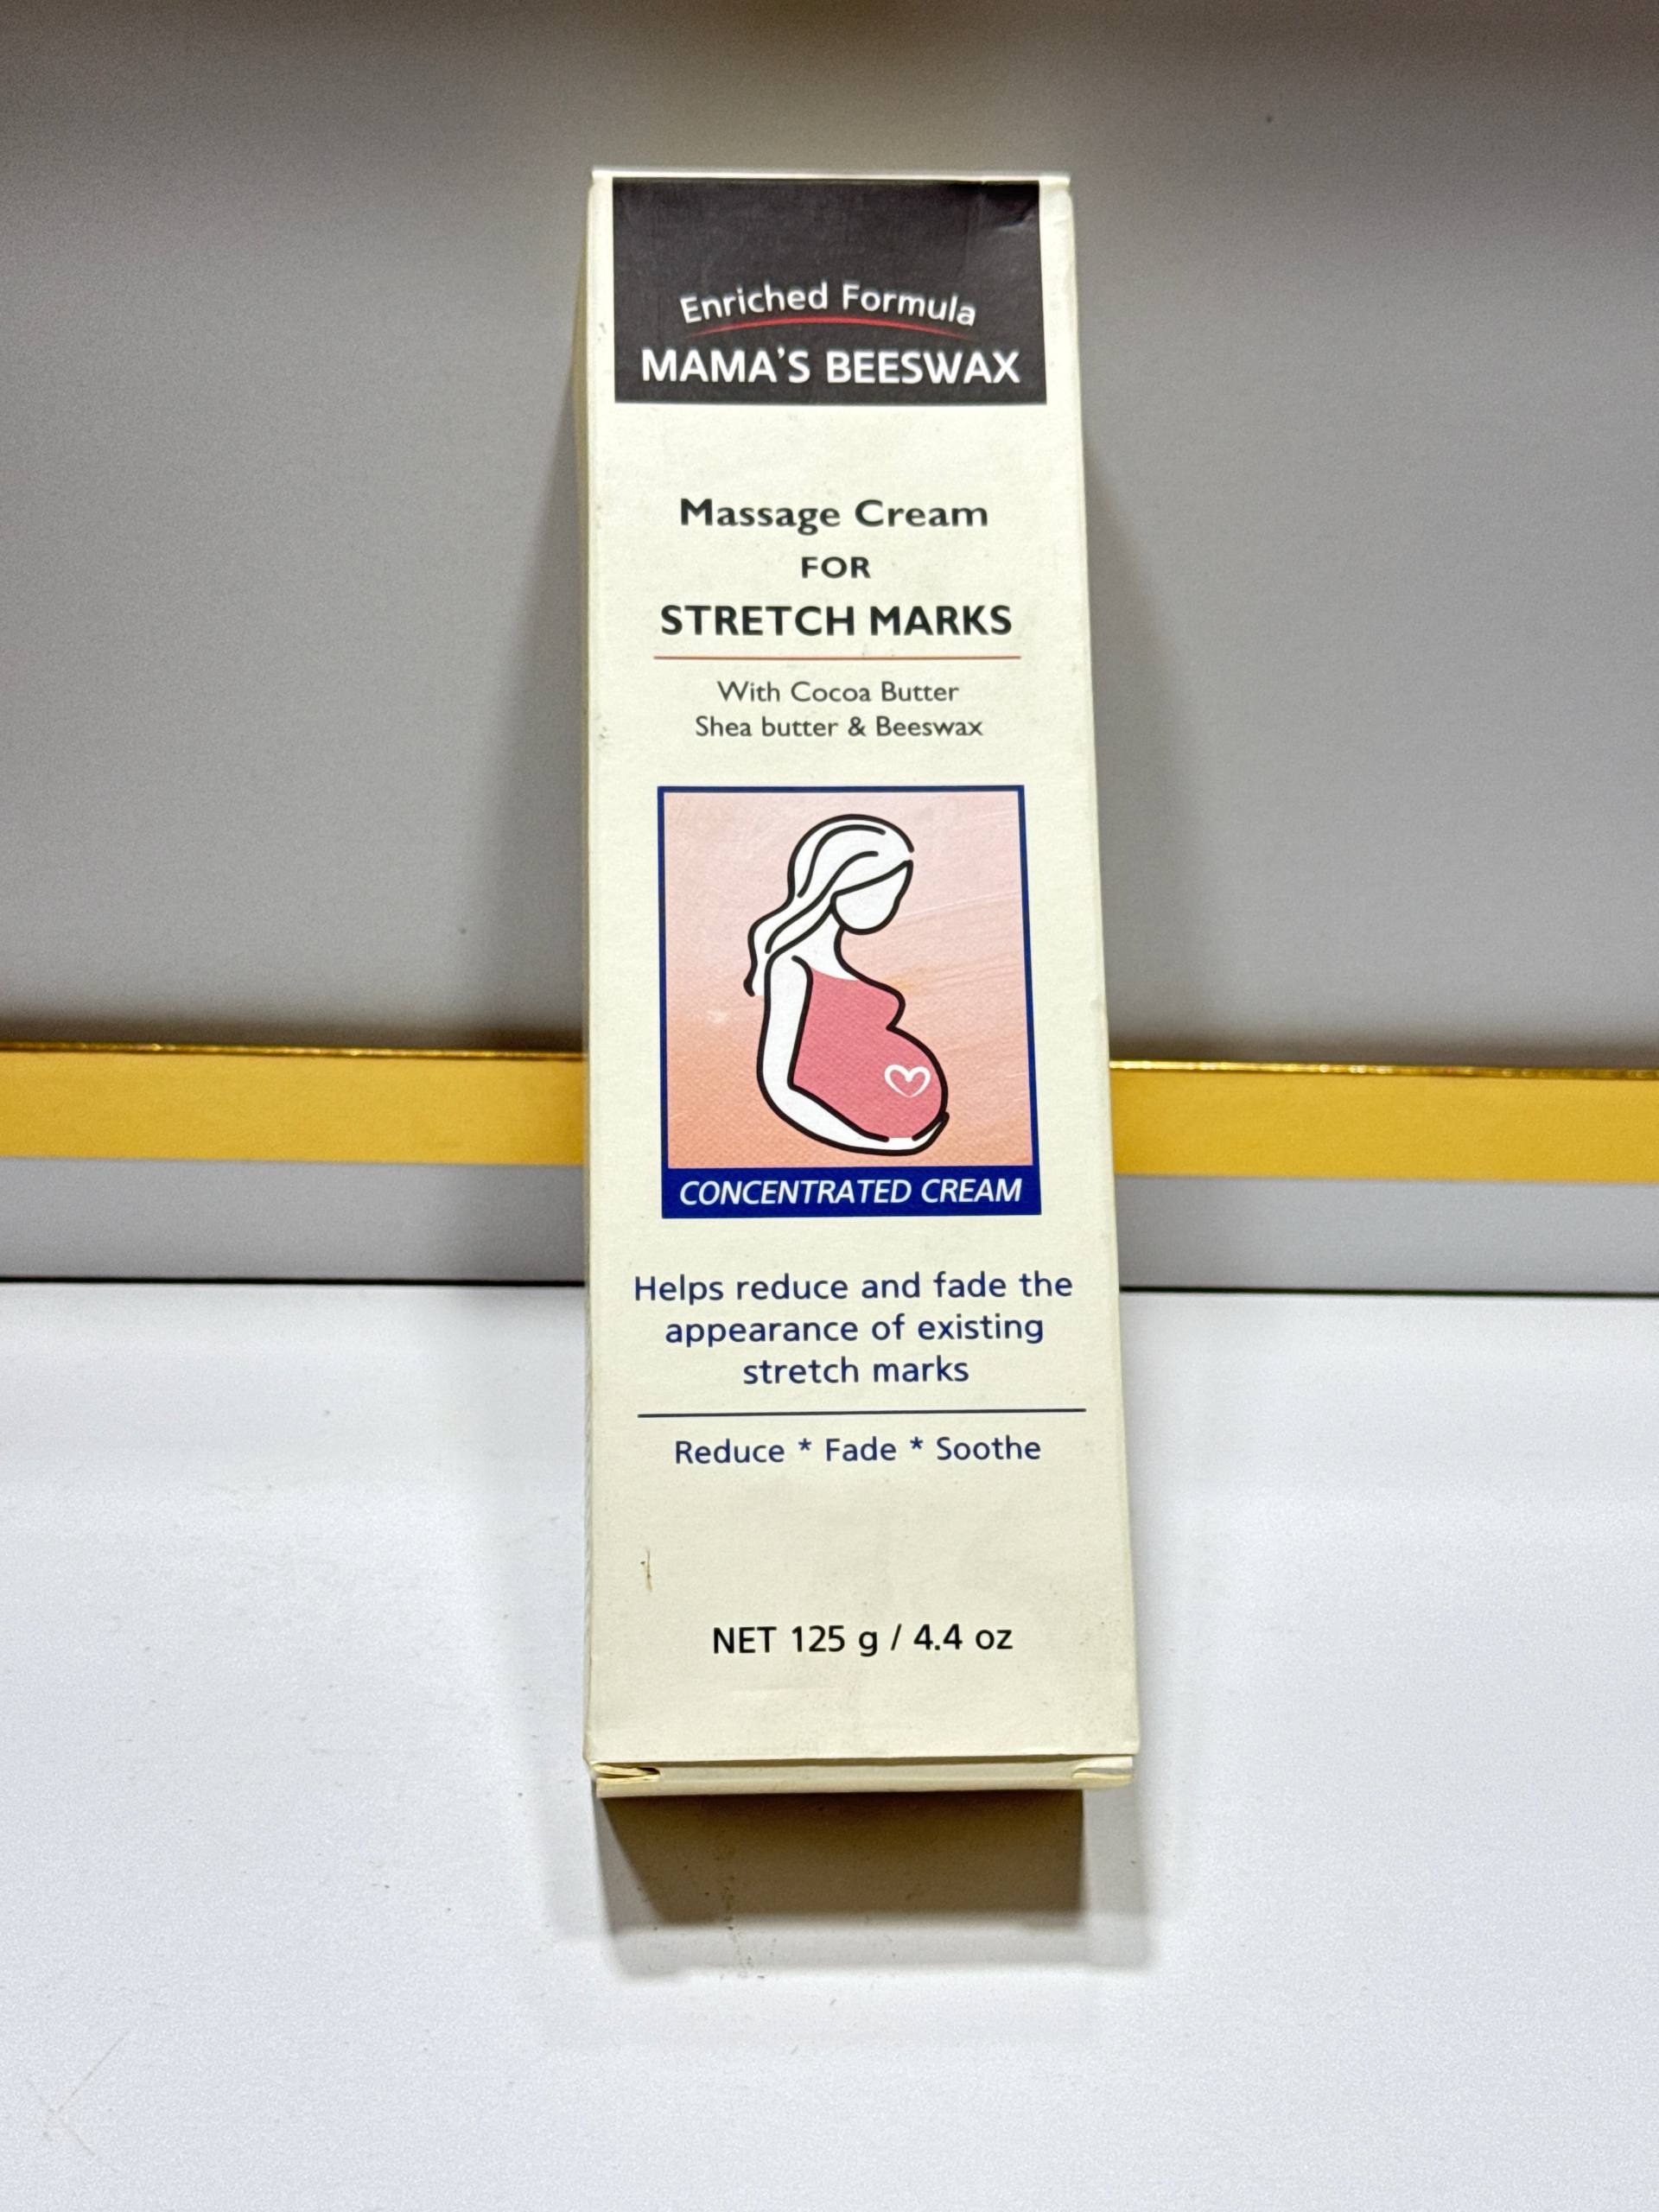 Enriched Formula
MAMA'S BEESWAX
Massage Cream
FOR
STRETCH MARKS
With Cocoa Butter
Shea butter & Beeswax
CONCENTRATED CREAM
Helps reduce and fade the
appearance of existing
stretch marks
Reduce * Fade * Soothe
NET 125 g / 4.4 oz